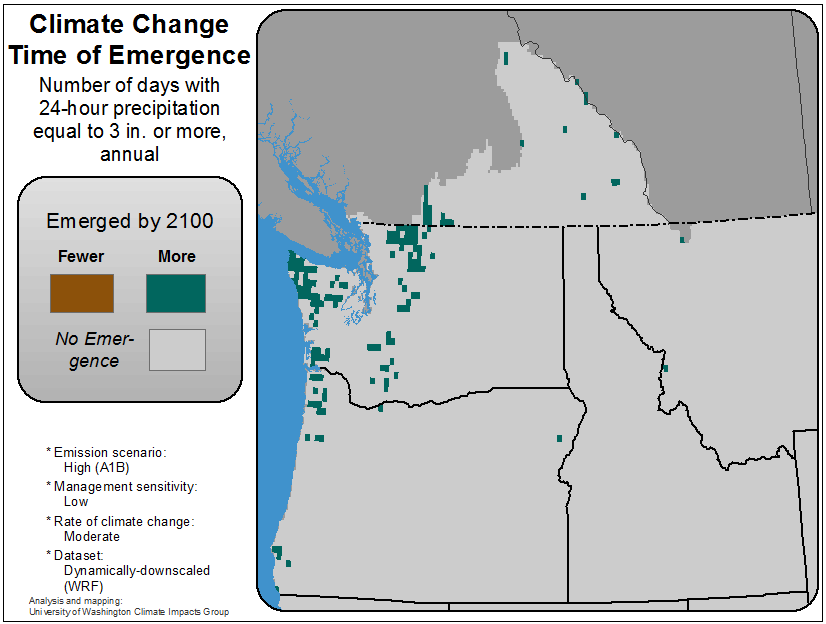 Climate Change
Time of Emergence
Number of days with
24-hour precipitation
equal to 3 in. or more,
annual
Emerged by 2100
Fewer
More
No Emer-
gence
* Emission scenario:
High (A1B)
* Management sensitivity:
Low
* Rate of climate change:
Moderate
* Dataset:
Dynamically-downscaled
(WRF)
Analysis and mapping:
University of Washington Climate Impacts Group